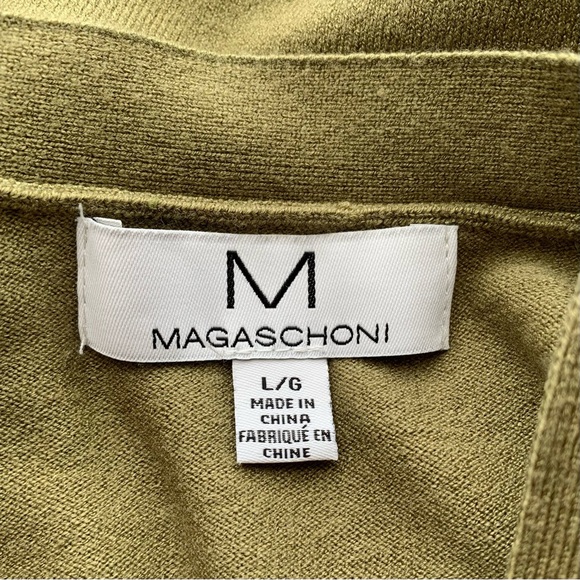 M
MAGASCHONI
L/G
MADE IN
CHINA
FABRIQUÉ EN
CHINE